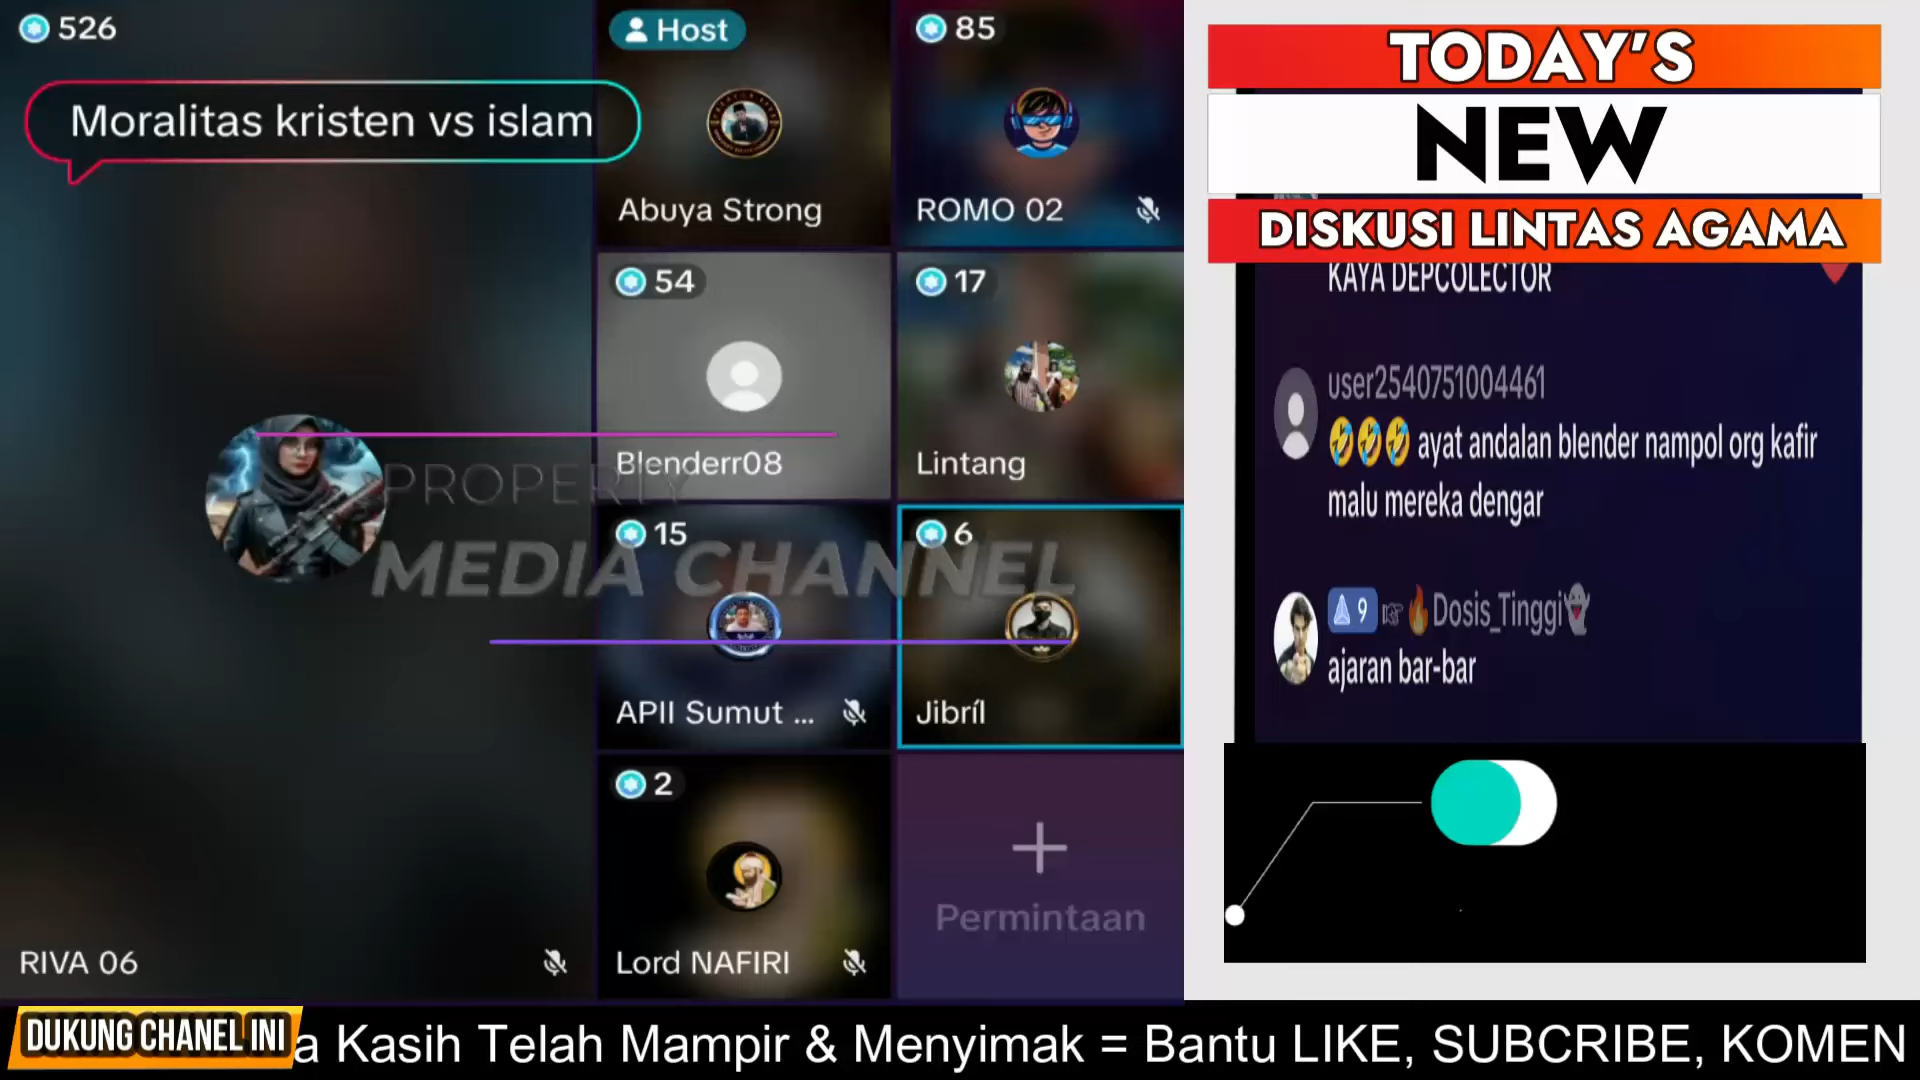 526
Host
85
Moralitas kristen vs islam
Abuya Strong
ROMO 02
54
17
Blenderr08
Lintang
PROPERTY
MEDIA CHANNEL
15
6
APII Sumut ...
Jibríl
2
Permintaan
RIVA 06
Lord NAFIRI
TODAY'S
NEW
DISKUSI LINTAS AGAMA
KAYA DEPCOLECTOR
user2540751004461
🤣🤣🤣 ayat andalan blender nampol org kafir
malu mereka dengar
9 👉🔥Dosis_Tinggi👻
ajaran bar-bar
DUKUNG CHANEL INI
a Kasih Telah Mampir & Menyimak = Bantu LIKE, SUBCRIBE, KOMEN